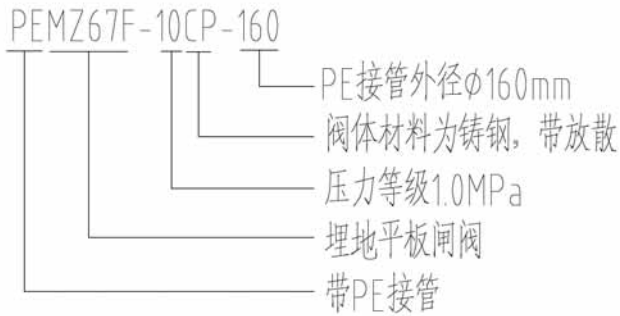 PEMZ67F-10CP-160
PE接管外径φ160mm
阀体材料为铸钢，带放散
压力等级1.0MPa
埋地平板闸阀
带PE接管